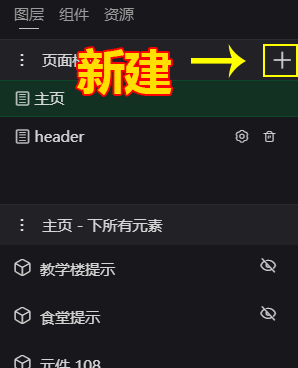 图层 组件 资源
页面
新建
主页
header
主页 - 下所有元素
教学楼提示
食堂提示
元件 108